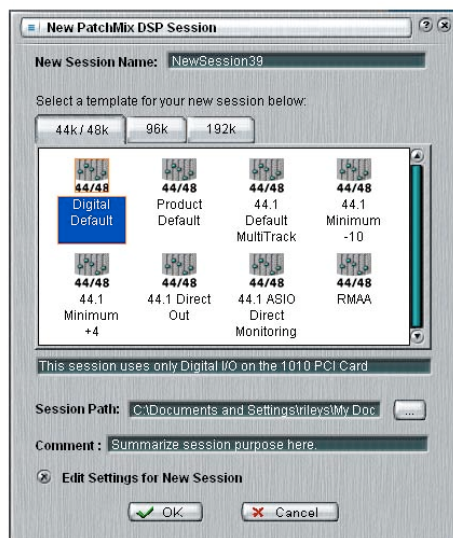 New PatchMix DSP Session
New Session Name: NewSession39
Select a template for your new session below:
44k / 48k 96k 192k
44/48 44/48 44/48 44/48
Digital Default Product Default 44.1 Default MultiTrack 44.1 Minimum -10
44/48 44/48 44/48 44/48
44.1 Minimum +4 44.1 Direct Out 44.1 ASIO Direct Monitoring RMAA
This session uses only Digital I/O on the 1010 PCI Card
Session Path: C:\Documents and Settings\rileys\My Doc ...
Comment : Summarize session purpose here.
Edit Settings for New Session
OK Cancel